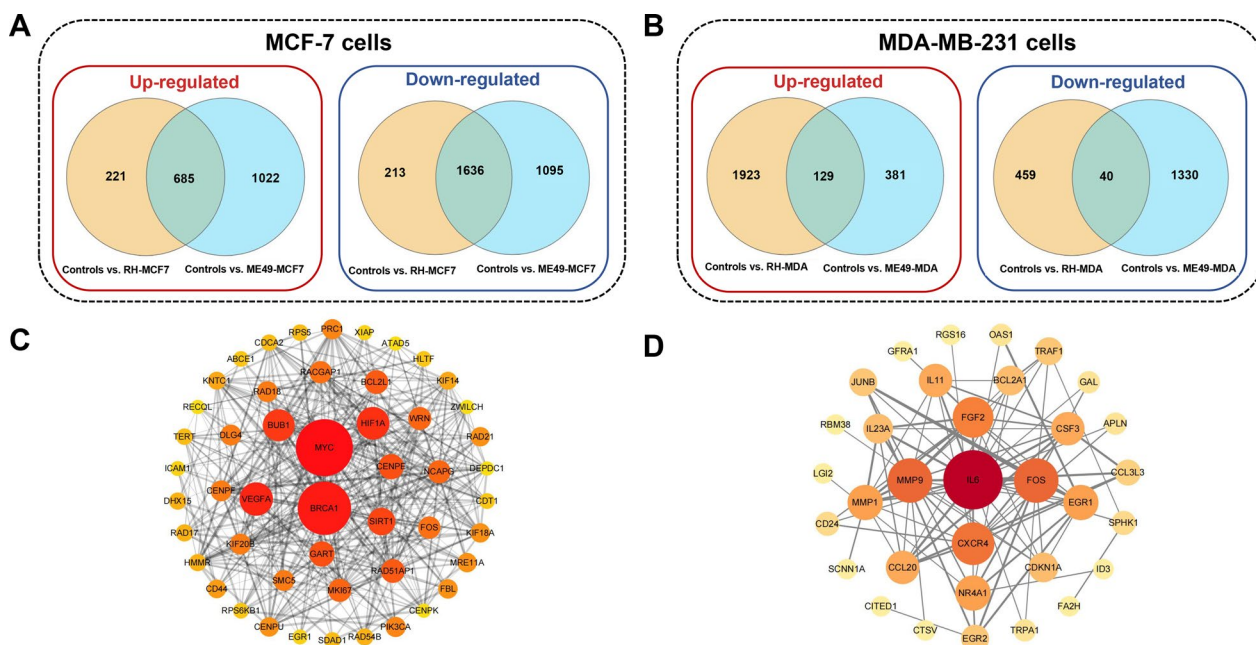 A
MCF-7 cells
Up-regulated
221
685
1022
Controls vs. RH-MCF7
Controls vs. ME49-MCF7
Down-regulated
213
1636
1095
Controls vs. RH-MCF7
Controls vs. ME49-MCF7
B
MDA-MB-231 cells
Up-regulated
1923
129
381
Controls vs. RH-MDA
Controls vs. ME49-MDA
Down-regulated
459
40
1330
Controls vs. RH-MDA
Controls vs. ME49-MDA
C
RPS5
PRC1
XIAP
CDCA2
ATAD5
ABCE1
HLTF
RACGAP1
KNTC1
BCL2L1
KIF14
RAD18
RECQL
ZWILCH
BUB1
HIF1A
WRN
TERT
DLG4
RAD21
MYC
ICAM1
CENPE
NCAPG
DEPDC1
DHX15
CENPF
VEGFA
CDT1
BRCA1
RAD17
SIRT1
FOS
KIF18A
KIF20B
GART
HMMR
MRE11A
SMC5
RAD51AP1
CD44
MKI67
FBL
RPS6KB1
CENPK
CENPU
PIK3CA
EGR1
SDAD1
RAD54B
D
RGS16
OAS1
GFRA1
TRAF1
JUNB
IL11
BCL2A1
GAL
RBM38
IL23A
FGF2
CSF3
APLN
LGI2
MMP9
IL6
FOS
CCL3L3
MMP1
EGR1
CD24
SPHK1
CXCR4
SCNN1A
CCL20
CDKN1A
ID3
NR4A1
CITED1
FA2H
CTSV
EGR2
TRPA1